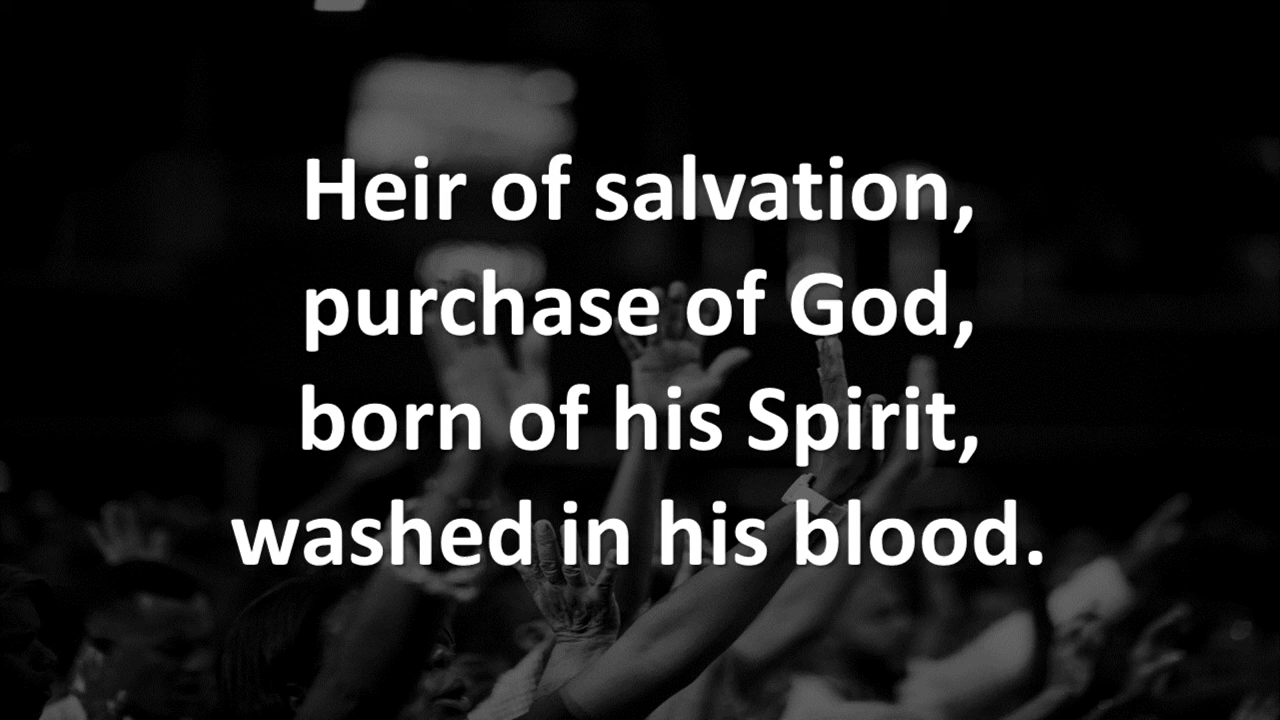 Heir of salvation,
purchase of God,
born of his Spirit,
washed in his blood.